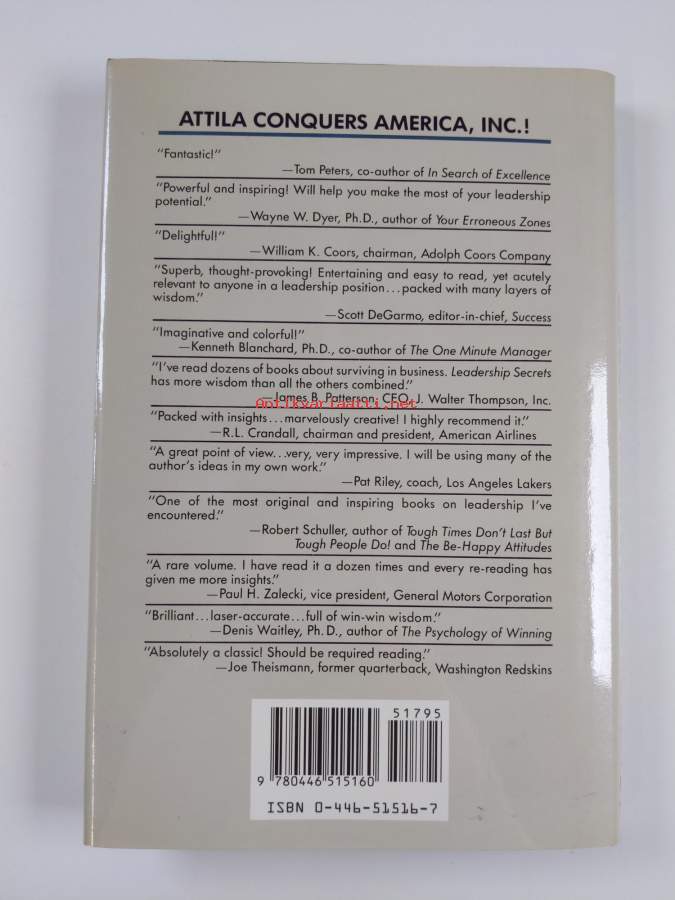 ATTILA CONQUERS AMERICA, INC.!
“Fantastic!”
—Tom Peters, co-author of In Search of Excellence
“Powerful and inspiring! Will help you make the most of your leadership
potential.”
—Wayne W. Dyer, Ph.D., author of Your Erroneous Zones
“Delightful!”
—William K. Coors, chairman, Adolph Coors Company
“Superb, thought-provoking! Entertaining and easy to read, yet acutely
relevant to anyone in a leadership position...packed with many layers of
wisdom.”
—Scott DeGarmo, editor-in-chief, Success
“Imaginative and colorful!”
—Kenneth Blanchard, Ph.D., co-author of The One Minute Manager
“I’ve read dozens of books about surviving in business. Leadership Secrets
has more wisdom than all the others combined.”
—James B. Patterson, CEO, J. Walter Thompson, Inc.
Antikvariaatti.net
“Packed with insights...marvelously creative! I highly recommend it.”
—R.L. Crandall, chairman and president, American Airlines
“A great point of view...very, very impressive. I will be using many of the
author’s ideas in my own work.”
—Pat Riley, coach, Los Angeles Lakers
“One of the most original and inspiring books on leadership I’ve
encountered.”
—Robert Schuller, author of Tough Times Don’t Last But
Tough People Do! and The Be-Happy Attitudes
“A rare volume. I have read it a dozen times and every re-reading has
given me more insights.”
—Paul H. Zalecki, vice president, General Motors Corporation
“Brilliant...laser-accurate...full of win-win wisdom.”
—Denis Waitley, Ph.D., author of The Psychology of Winning
“Absolutely a classic! Should be required reading.”
—Joe Theismann, former quarterback, Washington Redskins
51795
9 780446 515160
ISBN 0-446-51516-7